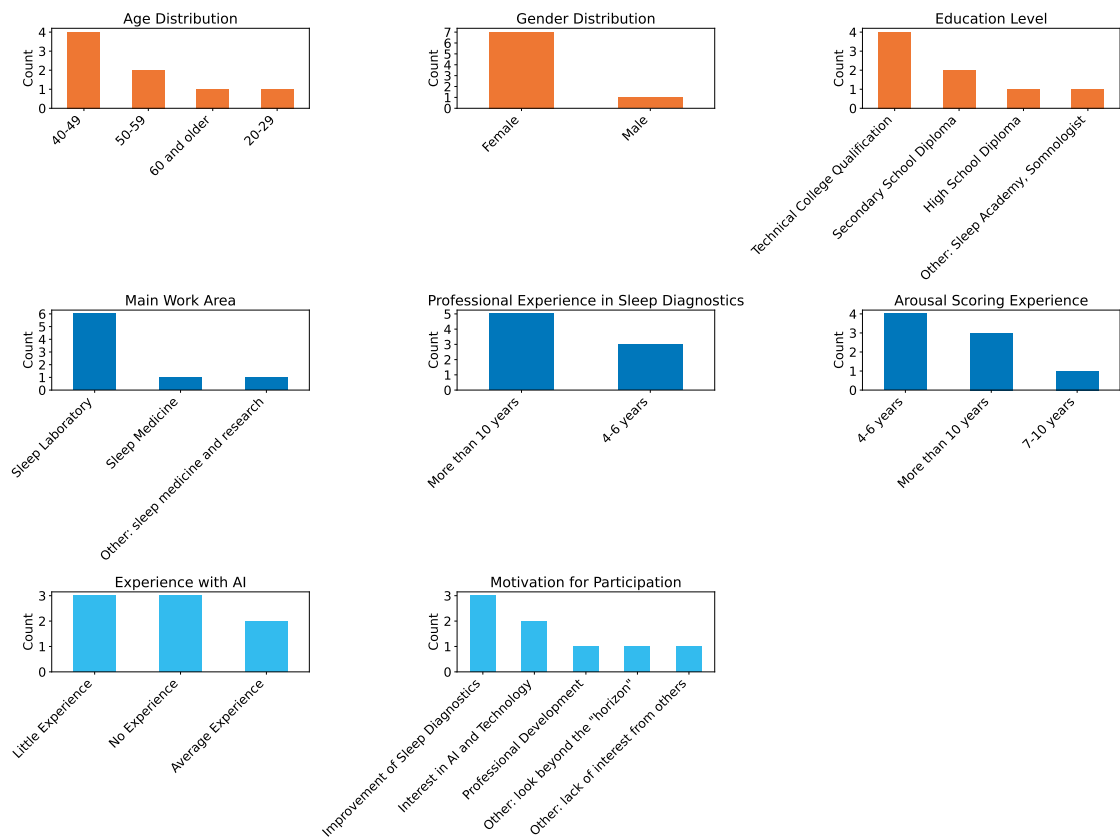 Age Distribution
Count
4
3
2
1
0
40-49
50-59
60 and older
20-29
Gender Distribution
Count
7
6
5
4
3
2
1
0
Female
Male
Education Level
Count
4
3
2
1
0
Technical College Qualification
Secondary School Diploma
High School Diploma
Other: Sleep Academy, Somnologist
Main Work Area
Count
6
5
4
3
2
1
0
Sleep Laboratory
Sleep Medicine
Other: sleep medicine and research
Professional Experience in Sleep Diagnostics
Count
5
4
3
2
1
0
More than 10 years
4-6 years
Arousal Scoring Experience
Count
4
3
2
1
0
4-6 years
More than 10 years
7-10 years
Experience with AI
Count
3
2
1
0
Little Experience
No Experience
Average Experience
Motivation for Participation
Count
3
2
1
0
Improvement of Sleep Diagnostics
Interest in AI and Technology
Professional Development
Other: look beyond the "horizon"
Other: lack of interest from others